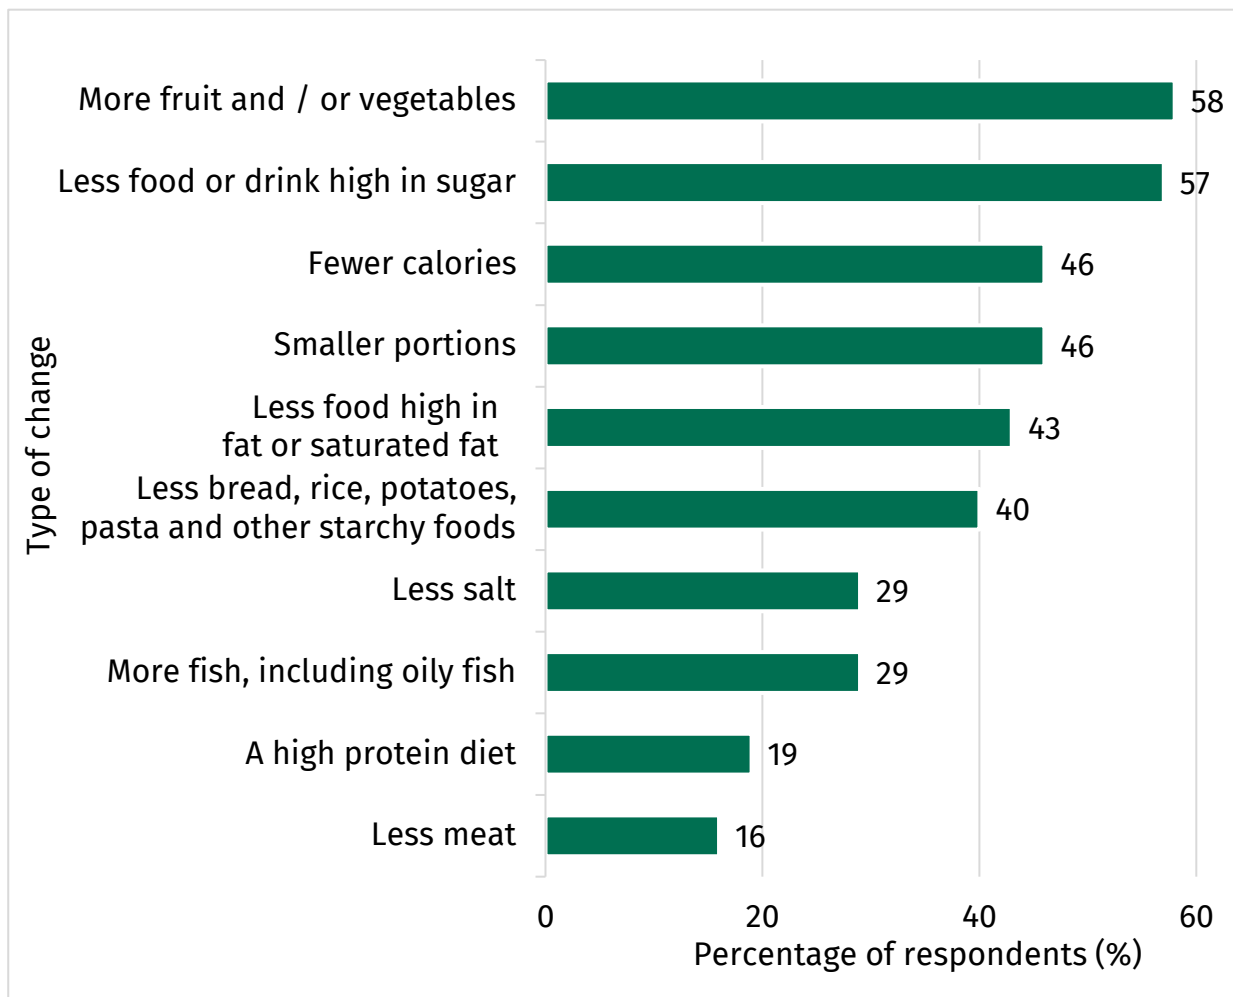 More fruit and / or vegetables
58
Less food or drink high in sugar
57
Fewer calories
46
Smaller portions
46
Less food high in
fat or saturated fat
43
Less bread, rice, potatoes,
pasta and other starchy foods
40
Less salt
29
More fish, including oily fish
29
A high protein diet
19
Less meat
16
Type of change
0
20
40
60
Percentage of respondents (%)